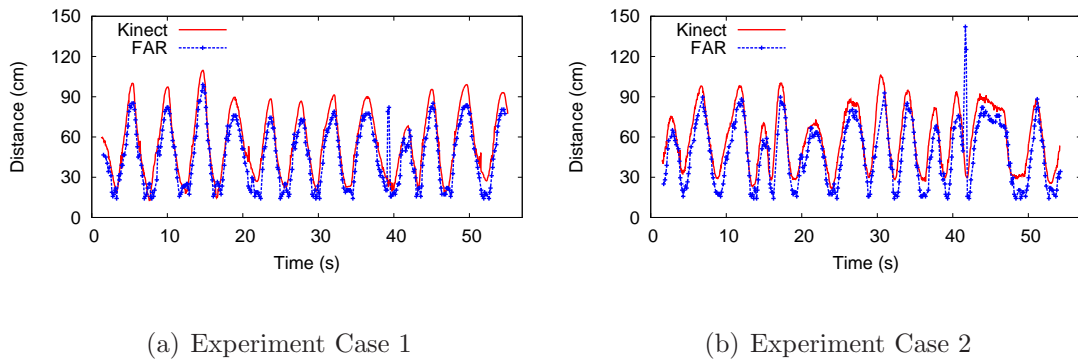 150
120
90
60
30
0
Distance (cm)
Kinect
FAR
0 10 20 30 40 50
Time (s)
(a) Experiment Case 1
150
120
90
60
30
0
Distance (cm)
Kinect
FAR
0 10 20 30 40 50
Time (s)
(b) Experiment Case 2